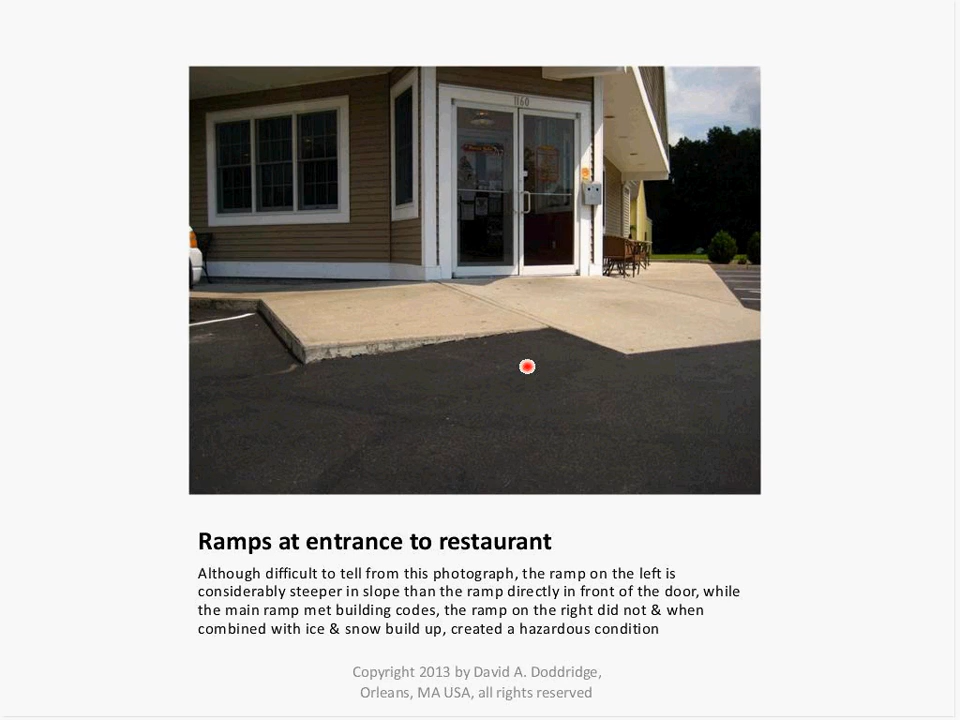 1160
Ramps at entrance to restaurant
Although difficult to tell from this photograph, the ramp on the left is
considerably steeper in slope than the ramp directly in front of the door, while
the main ramp met building codes, the ramp on the right did not & when
combined with ice & snow build up, created a hazardous condition
Copyright 2013 by David A. Doddridge,
Orleans, MA USA, all rights reserved